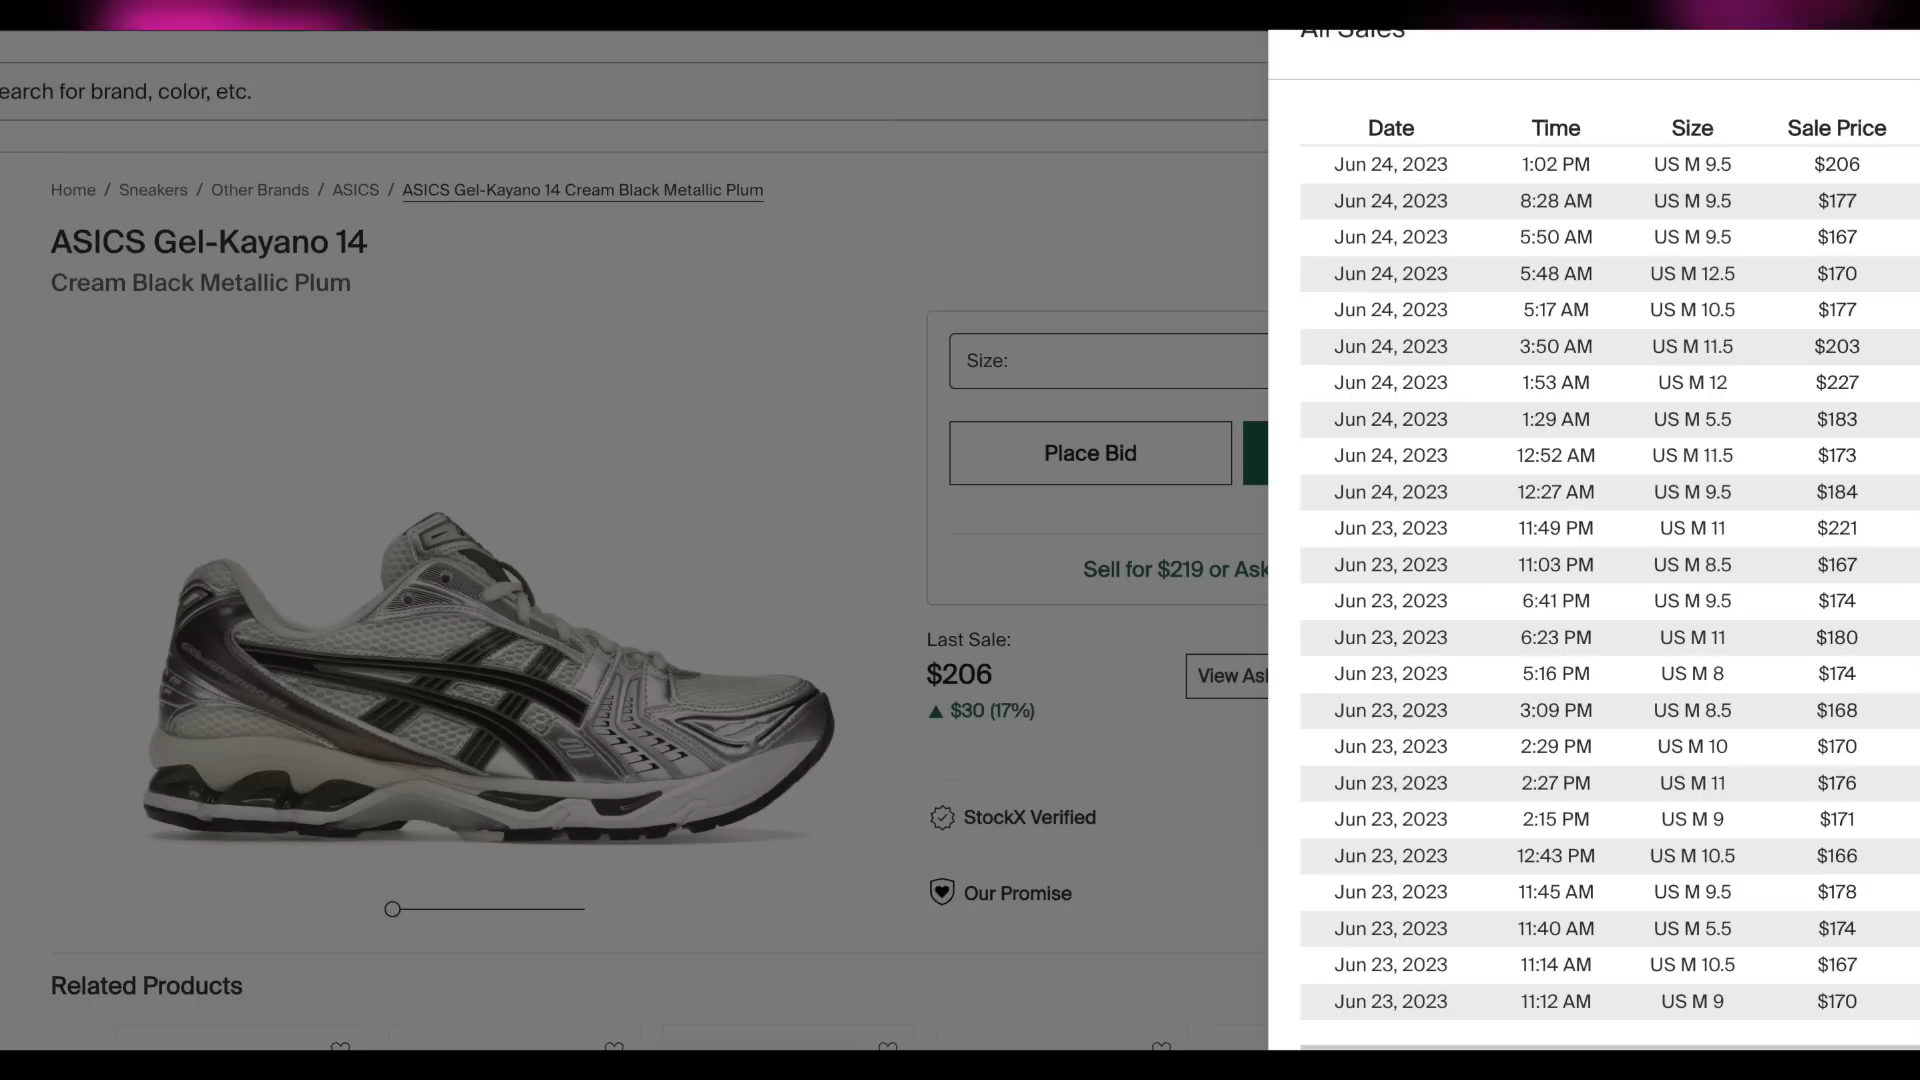 All Sales
earch for brand, color, etc.
Home / Sneakers / Other Brands / ASICS / ASICS Gel-Kayano 14 Cream Black Metallic Plum
ASICS Gel-Kayano 14
Cream Black Metallic Plum
Size:
Place Bid
Sell for $219 or Ask
Last Sale:
$206
▲ $30 (17%)
View Ask
StockX Verified
Our Promise
Related Products
Date Time Size Sale Price
Jun 24, 2023 1:02 PM US M 9.5 $206
Jun 24, 2023 8:28 AM US M 9.5 $177
Jun 24, 2023 5:50 AM US M 9.5 $167
Jun 24, 2023 5:48 AM US M 12.5 $170
Jun 24, 2023 5:17 AM US M 10.5 $177
Jun 24, 2023 3:50 AM US M 11.5 $203
Jun 24, 2023 1:53 AM US M 12 $227
Jun 24, 2023 1:29 AM US M 5.5 $183
Jun 24, 2023 12:52 AM US M 11.5 $173
Jun 24, 2023 12:27 AM US M 9.5 $184
Jun 23, 2023 11:49 PM US M 11 $221
Jun 23, 2023 11:03 PM US M 8.5 $167
Jun 23, 2023 6:41 PM US M 9.5 $174
Jun 23, 2023 6:23 PM US M 11 $180
Jun 23, 2023 5:16 PM US M 8 $174
Jun 23, 2023 3:09 PM US M 8.5 $168
Jun 23, 2023 2:29 PM US M 10 $170
Jun 23, 2023 2:27 PM US M 11 $176
Jun 23, 2023 2:15 PM US M 9 $171
Jun 23, 2023 12:43 PM US M 10.5 $166
Jun 23, 2023 11:45 AM US M 9.5 $178
Jun 23, 2023 11:40 AM US M 5.5 $174
Jun 23, 2023 11:14 AM US M 10.5 $167
Jun 23, 2023 11:12 AM US M 9 $170